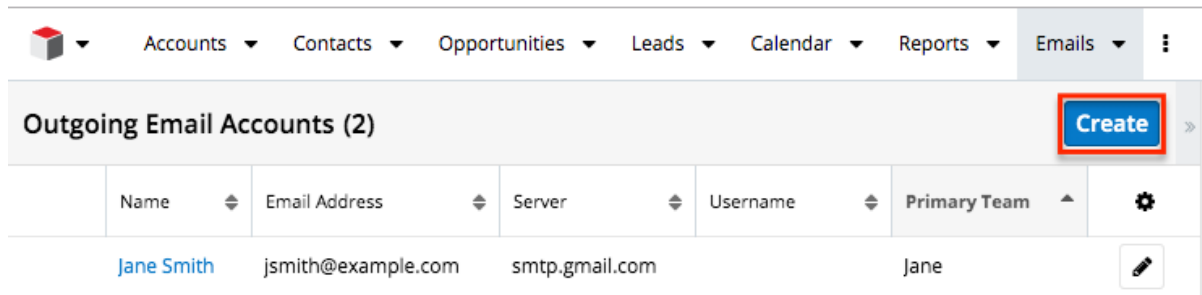 Accounts Contacts Opportunities Leads Calendar Reports Emails
Outgoing Email Accounts (2) Create
Name Email Address Server Username Primary Team
Jane Smith jsmith@example.com smtp.gmail.com Jane